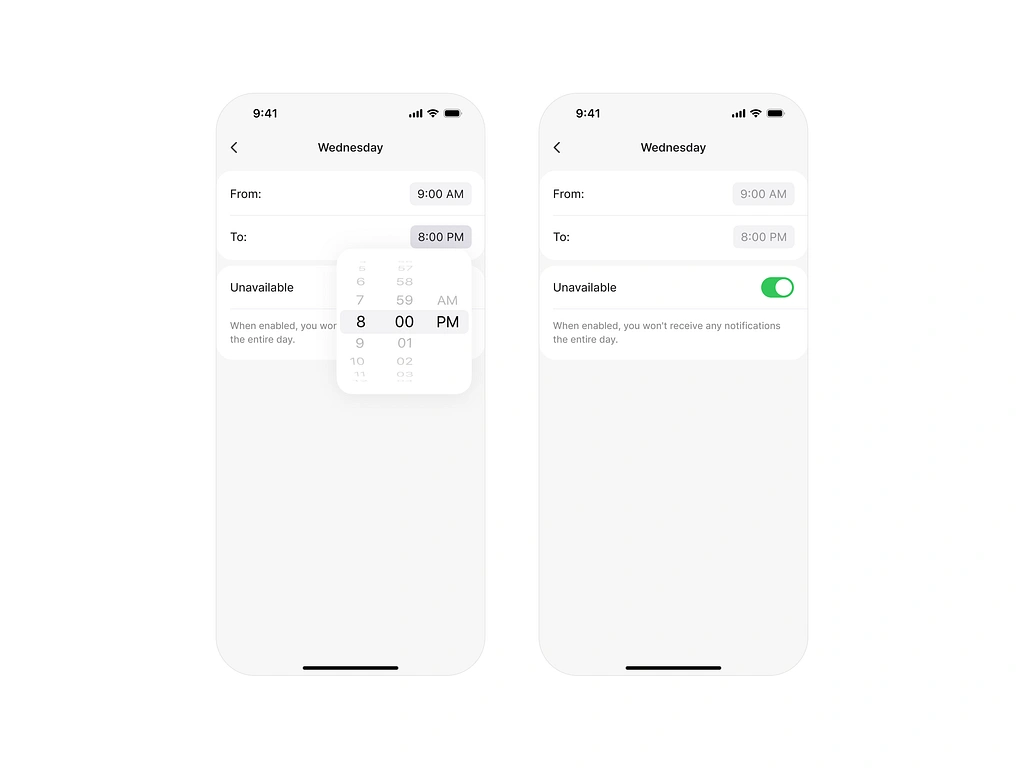 9:41
Wednesday
From:
9:00 AM
To:
8:00 PM
5 57
6 58
7 59 AM
8 00 PM
9 01
10 02
11 03
Unavailable
When enabled, you wo
the entire day.
9:41
Wednesday
From:
9:00 AM
To:
8:00 PM
Unavailable
When enabled, you won't receive any notifications
the entire day.